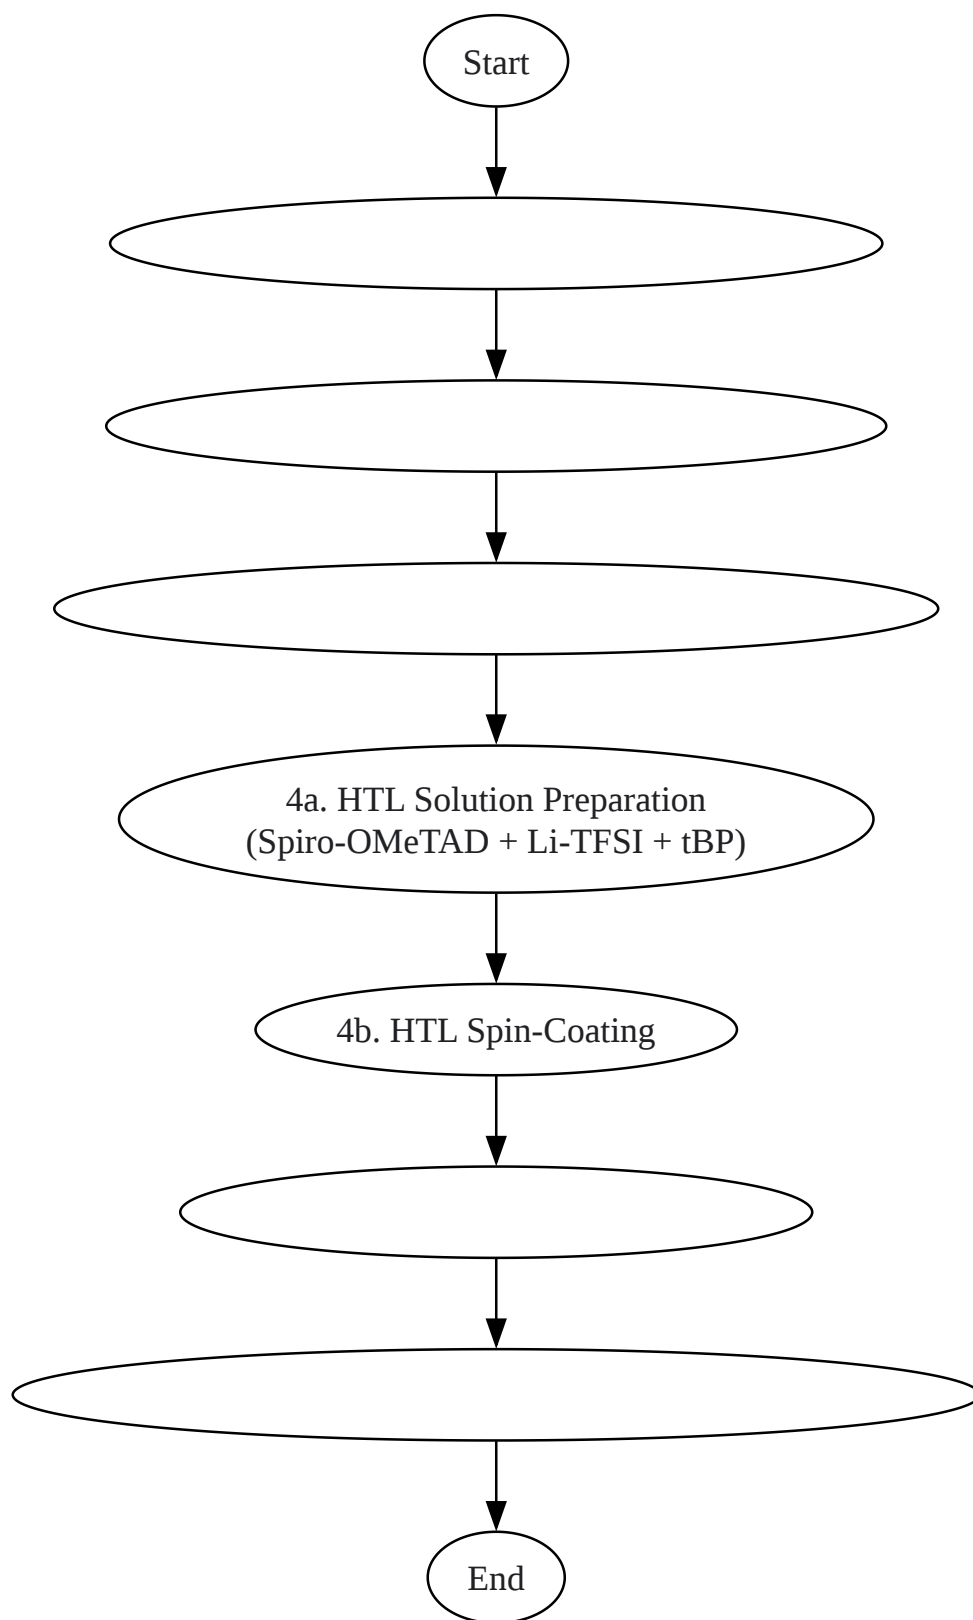 Start
4a. HTL Solution Preparation
(Spiro-OMeTAD + Li-TFSI + tBP)
4b. HTL Spin-Coating
End